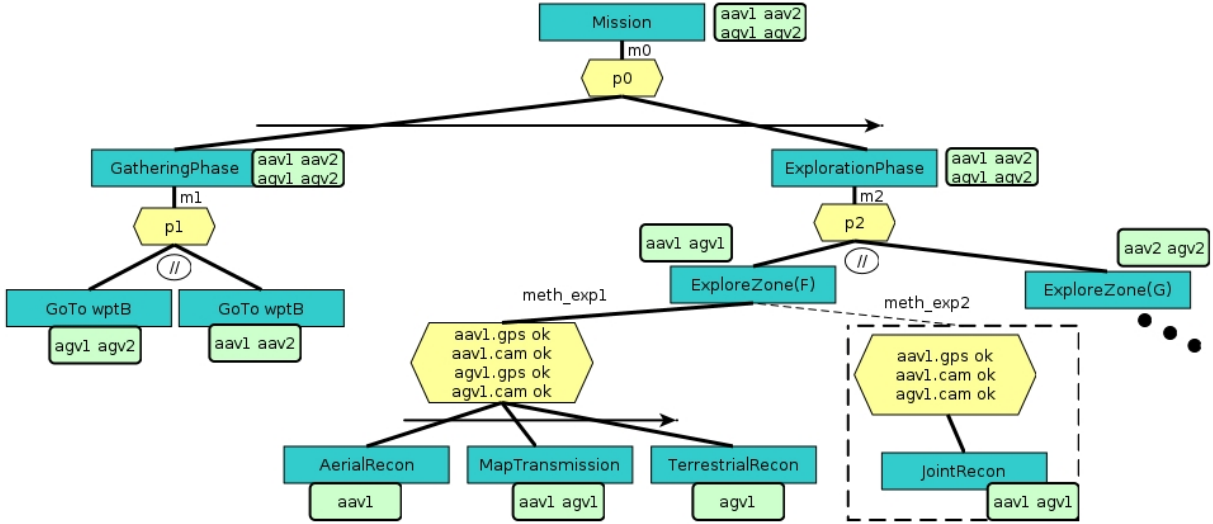 Mission
aav1 aav2
agv1 agv2
m0
p0
GatheringPhase
aav1 aav2
agv1 agv2
ExplorationPhase
aav1 aav2
agv1 agv2
m1
m2
p1
p2
//
//
aav1 agv1
aav2 agv2
ExploreZone(F)
ExploreZone(G)
GoTo wptB
GoTo wptB
agv1 agv2
aav1 aav2
meth_exp1
meth_exp2
aav1.gps ok
aav1.cam ok
agv1.gps ok
agv1.cam ok
aav1.gps ok
aav1.cam ok
agv1.cam ok
AerialRecon
MapTransmission
TerrestrialRecon
JointRecon
aav1
aav1 agv1
agv1
aav1 agv1